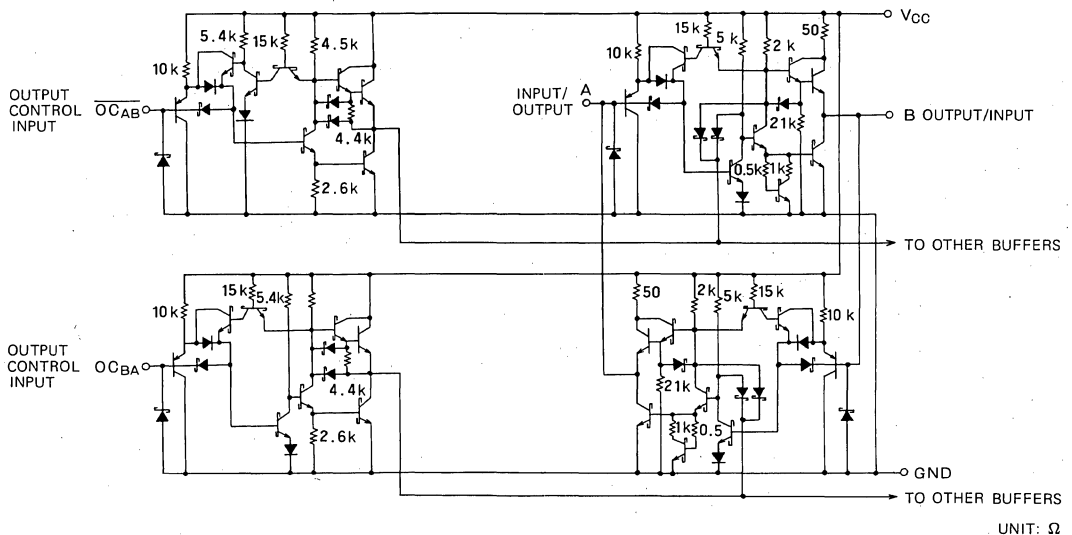 5.4k
15k
4.5k
10k
OUTPUT
CONTROL
INPUT
OC_AB
4.4k
2.6k
15k
5k
2k
50
VCC
10k
INPUT/
OUTPUT
A
B OUTPUT/INPUT
21k
0.5k
1k
TO OTHER BUFFERS
15k
5.4k
10k
OUTPUT
CONTROL
INPUT
OCBA
4.4k
2.6k
50
2k
5k
15k
10k
21k
1k
0.5
GND
TO OTHER BUFFERS
UNIT: Ω